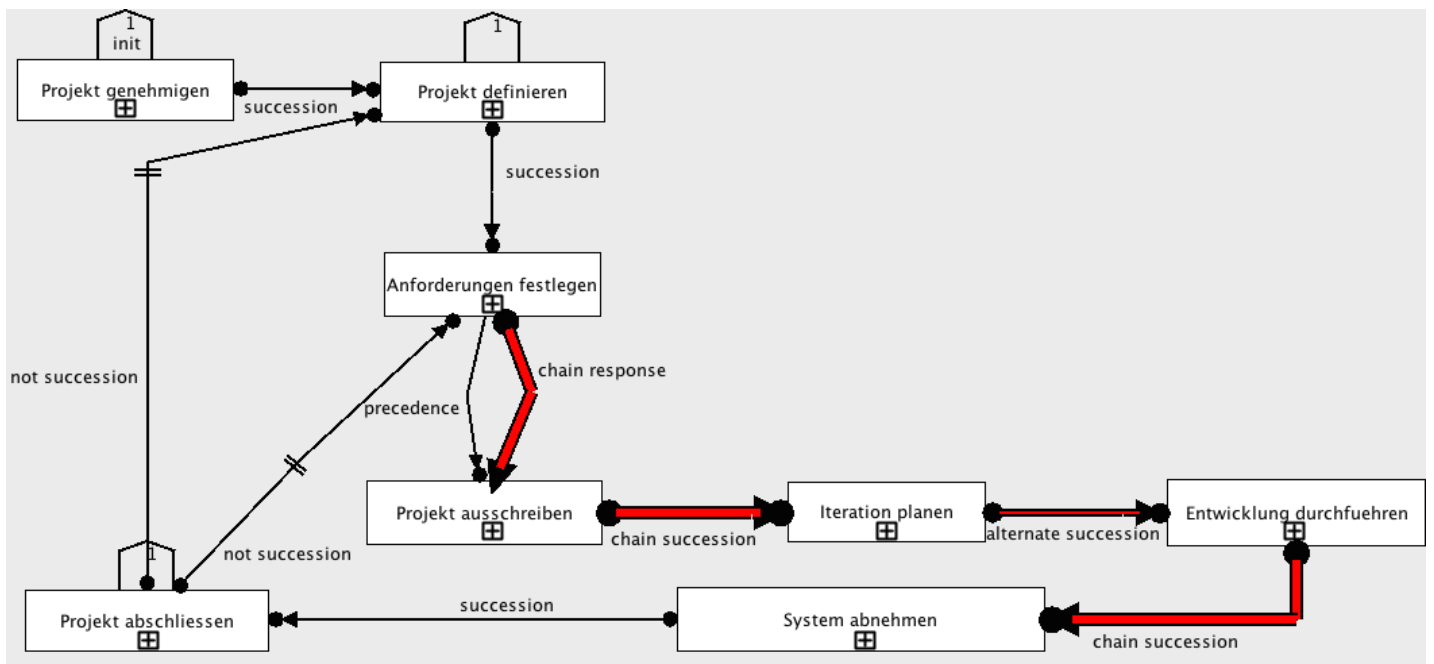 1
init
Projekt genehmigen
succession
1
Projekt definieren
succession
Anforderungen festlegen
not succession
chain response
precedence
Projekt ausschreiben
chain succession
Iteration planen
alternate succession
Entwicklung durchfuehren
not succession
1
Projekt abschliessen
succession
System abnehmen
chain succession